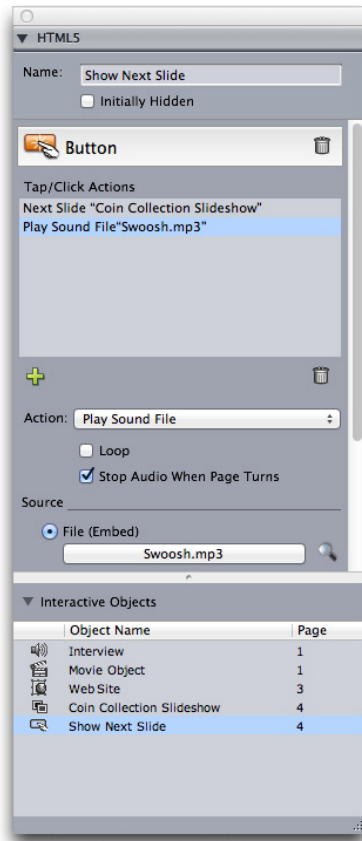 HTML5
Name: Show Next Slide
Initially Hidden
Button
Tap/Click Actions
Next Slide "Coin Collection Slideshow"
Play Sound File"Swoosh.mp3"
Action: Play Sound File
Loop
Stop Audio When Page Turns
Source
File (Embed)
Swoosh.mp3
Interactive Objects
Object Name Page
Interview 1
Movie Object 1
Web Site 3
Coin Collection Slideshow 4
Show Next Slide 4